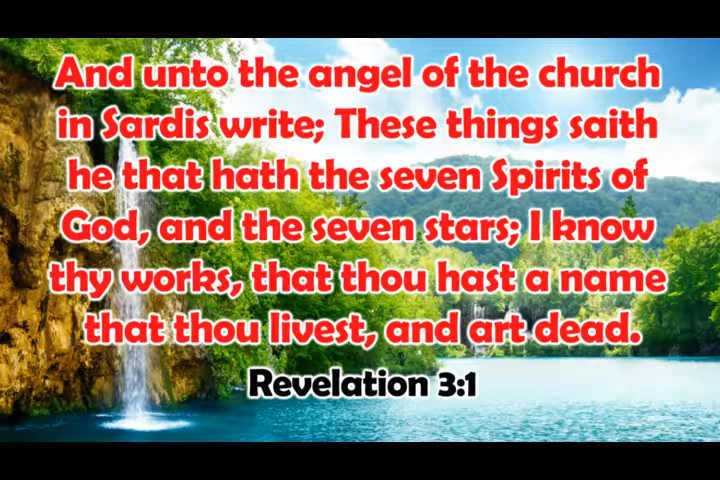 And unto the angel of the church
in Sardis write; These things saith
he that hath the seven Spirits of
God, and the seven stars; I know
thy works, that thou hast a name
that thou livest, and art dead.
Revelation 3:1